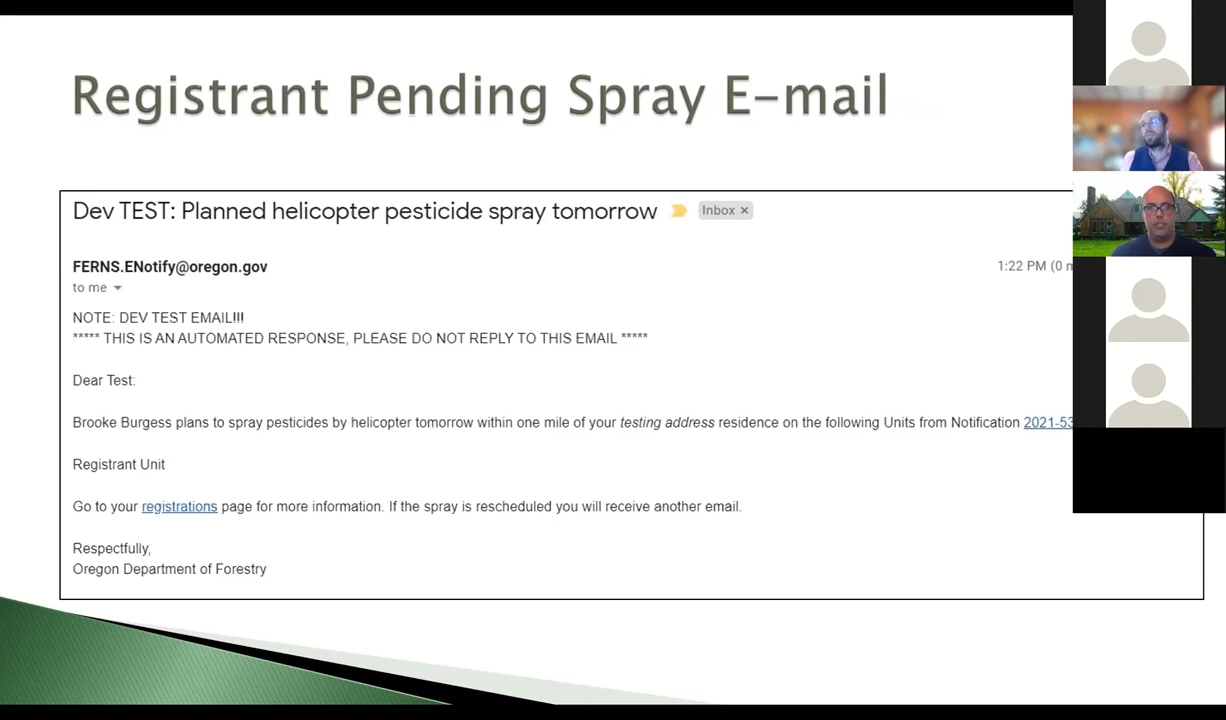 Registrant Pending Spray E-mail
Dev TEST: Planned helicopter pesticide spray tomorrow Inbox ×
FERNS.ENotify@oregon.gov 1:22 PM (0
to me
NOTE: DEV TEST EMAIL!!!
***** THIS IS AN AUTOMATED RESPONSE, PLEASE DO NOT REPLY TO THIS EMAIL *****
Dear Test:
Brooke Burgess plans to spray pesticides by helicopter tomorrow within one mile of your testing address residence on the following Units from Notification 2021-53
Registrant Unit
Go to your registrations page for more information. If the spray is rescheduled you will receive another email.
Respectfully,
Oregon Department of Forestry